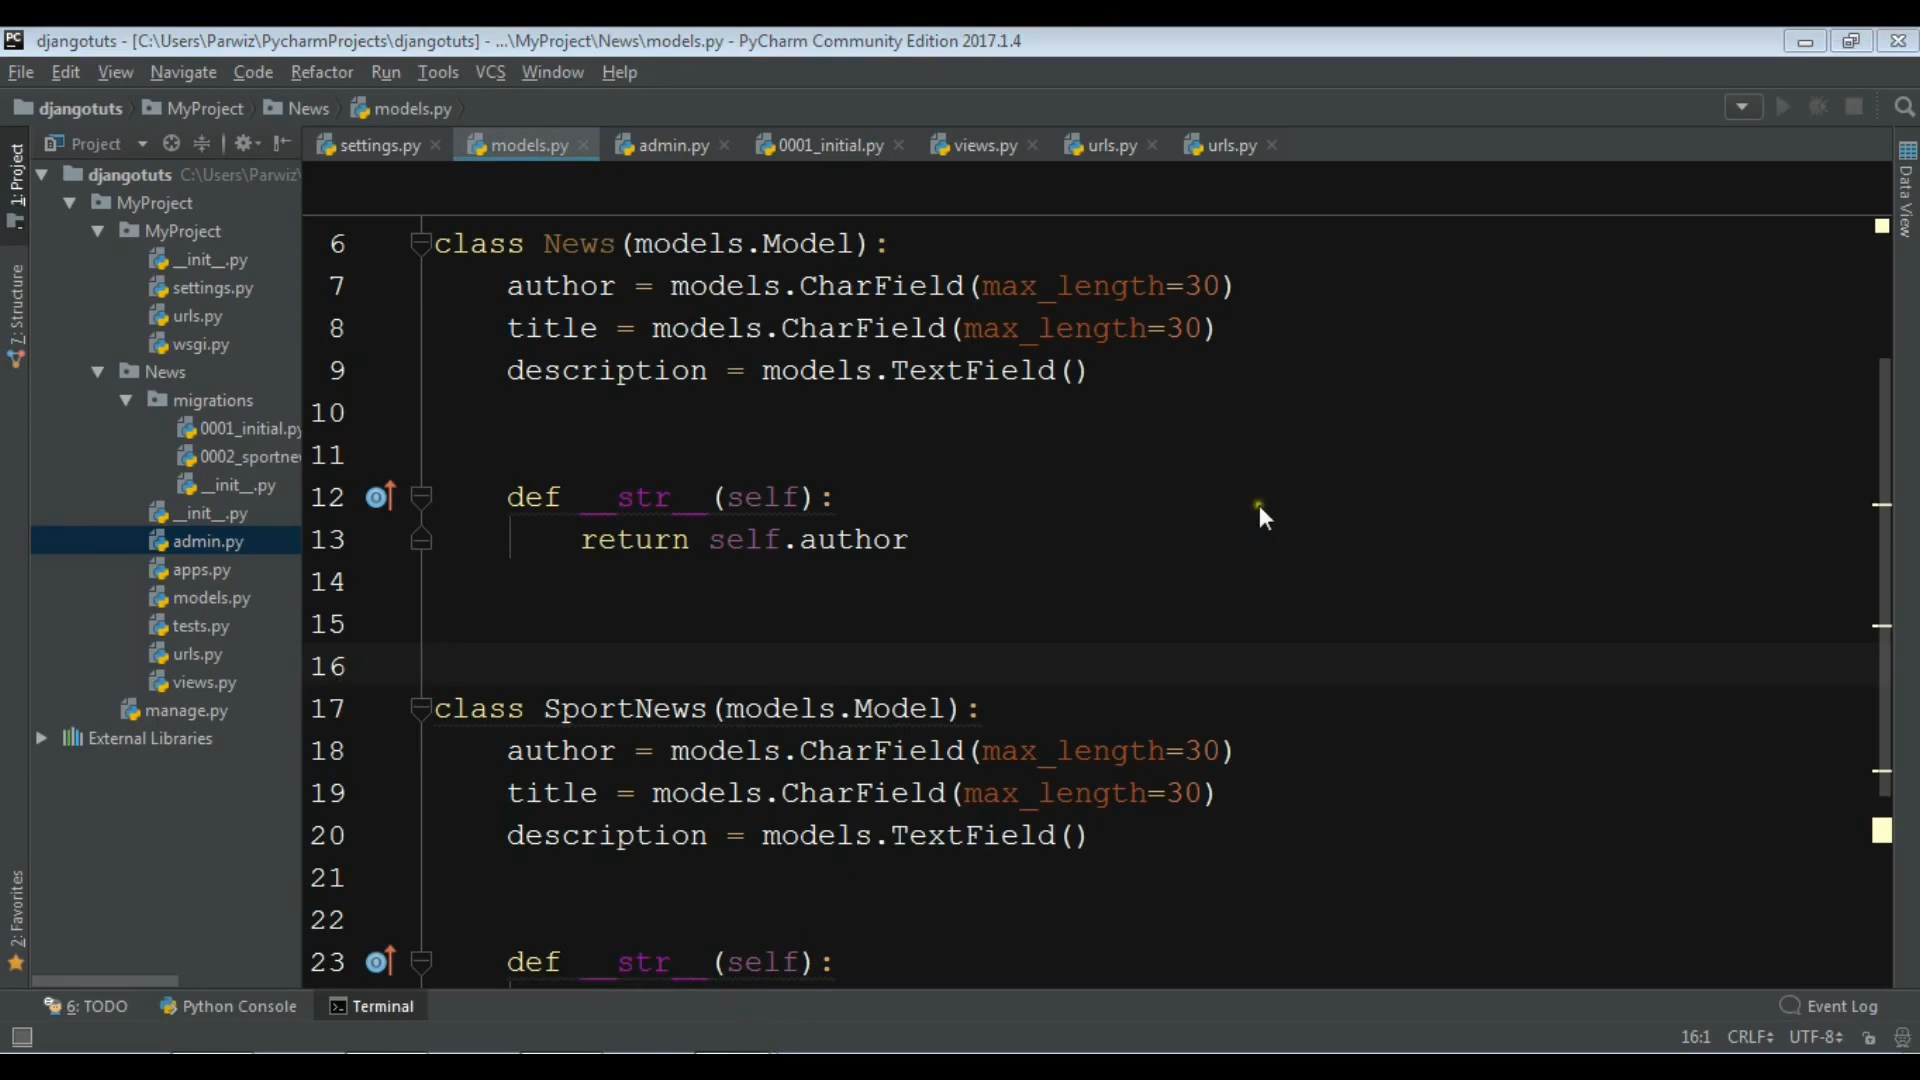 PC djangotuts - [C:\Users\Parwiz\PycharmProjects\djangotuts] - ...\MyProject\News\models.py - PyCharm Community Edition 2017.1.4
File Edit View Navigate Code Refactor Run Tools VCS Window Help
djangotuts MyProject News models.py
Project settings.py models.py admin.py 0001_initial.py views.py urls.py urls.py
1: Project
7: Structure
2: Favorites
djangotuts C:\Users\Parwiz\
MyProject
MyProject
__init__.py
settings.py
urls.py
wsgi.py
News
migrations
0001_initial.py
0002_sportne
__init__.py
__init__.py
admin.py
apps.py
models.py
tests.py
urls.py
views.py
manage.py
External Libraries
6 class News(models.Model):
7 author = models.CharField(max_length=30)
8 title = models.CharField(max_length=30)
9 description = models.TextField()
10
11
12 def __str__(self):
13 return self.author
14
15
16
17 class SportNews(models.Model):
18 author = models.CharField(max_length=30)
19 title = models.CharField(max_length=30)
20 description = models.TextField()
21
22
23 def __str__(self):
Data View
6: TODO Python Console Terminal Event Log
16:1 CRLF UTF-8